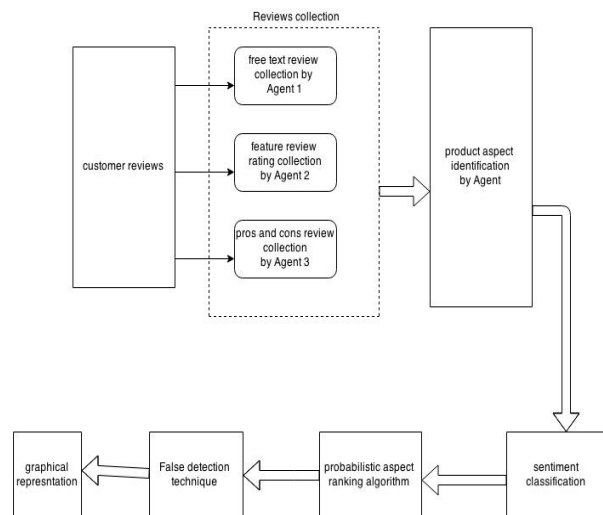 Reviews collection
customer reviews
free text review
collection by
Agent 1
feature review
rating collection
by Agent 2
pros and cons review
collection
by Agent 3
product aspect
identification
by Agent
sentiment
classification
probabilistic aspect
ranking algorithm
False detection
technique
graphical
represntation